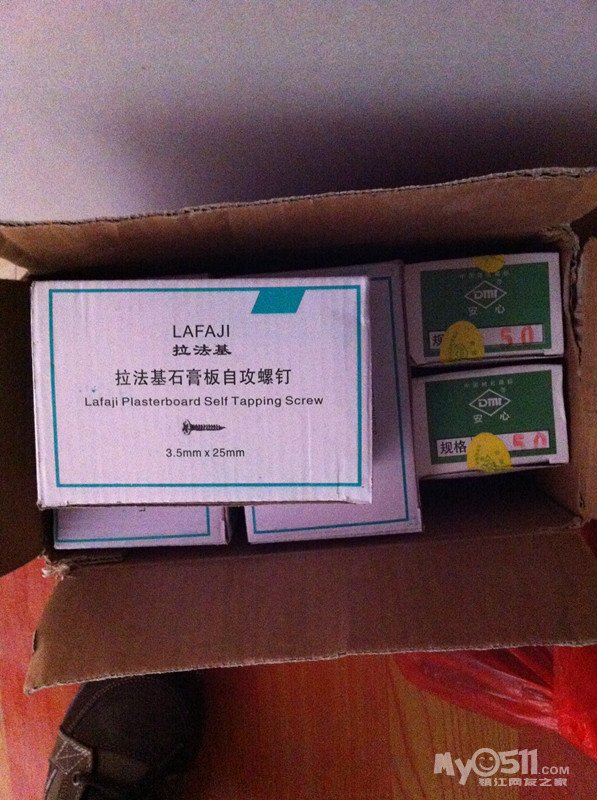 LAFAJI
拉法基
拉法基石膏板自攻螺钉
Lafaji Plasterboard Self Tapping Screw
3.5mm x 25mm
DMI
安 心
规
50
DMI
安 心
规格
50
My0511.COM
镇江网友之家